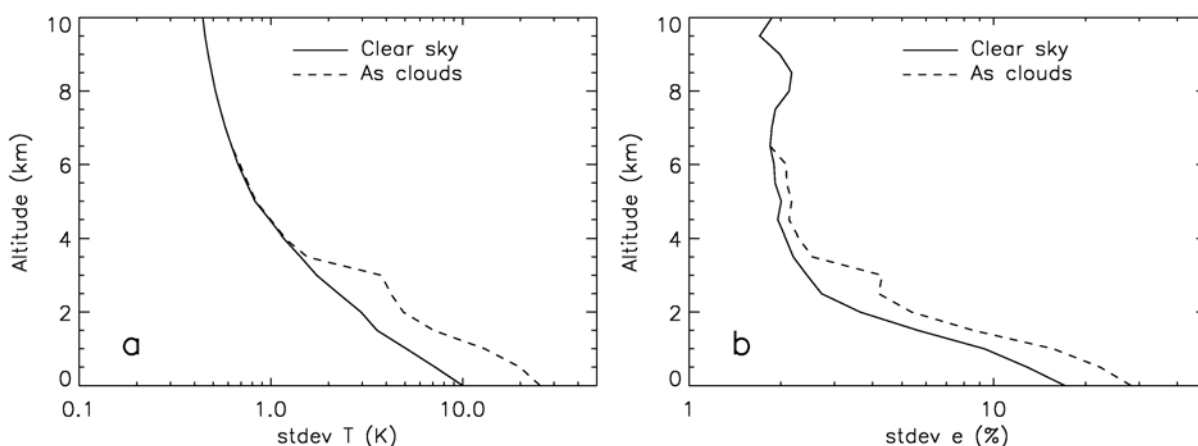 10
8
6
4
2
0
Altitude (km)
Clear sky
As clouds
a
0.1 1.0 10.0
stdev T (K)
10
8
6
4
2
0
Altitude (km)
Clear sky
As clouds
b
1 10
stdev e (%)